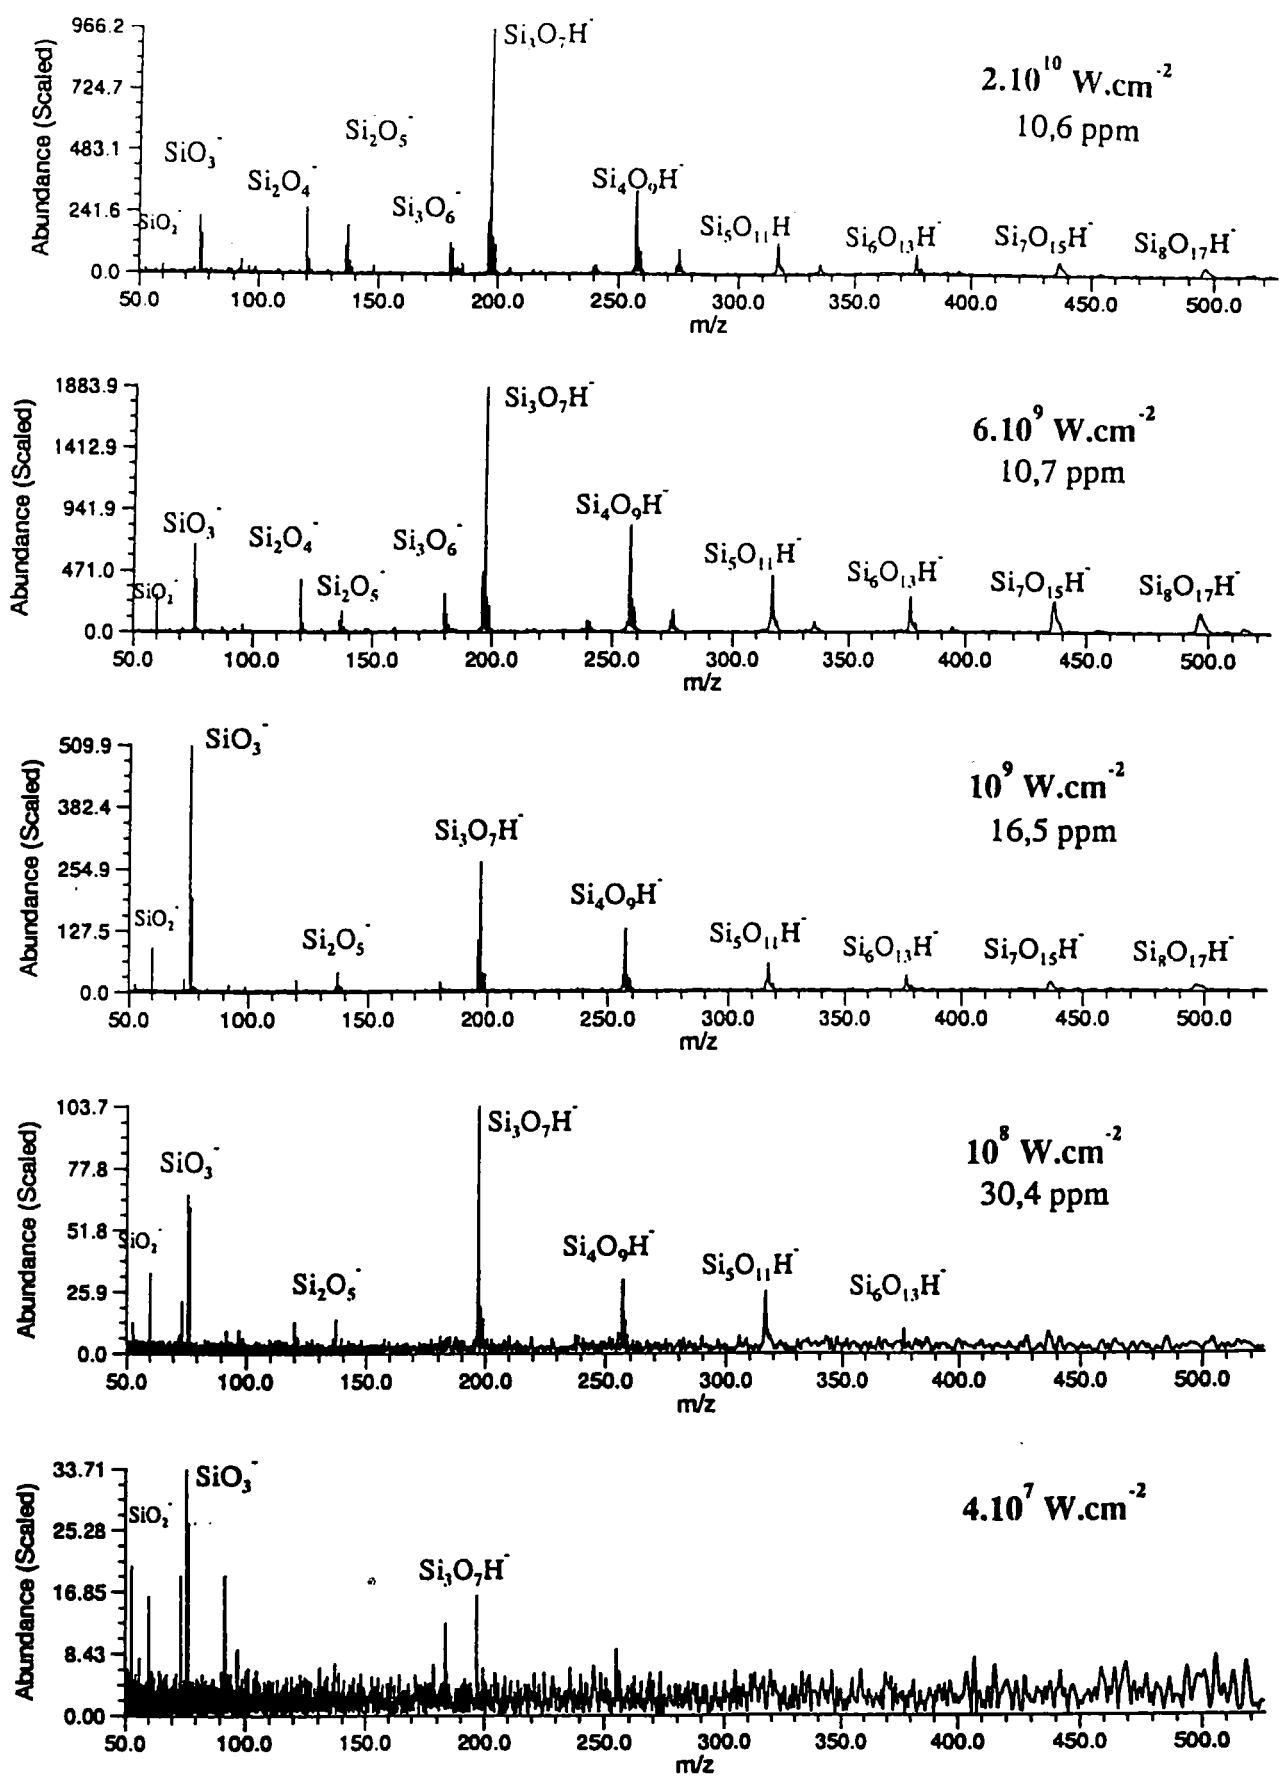 966.2
724.7
483.1
241.6
0.0
Abundance (Scaled)
SiO₂⁻
SiO₃⁻
Si₂O₄⁻
Si₂O₅⁻
Si₃O₆⁻
Si₃O₇H⁻
Si₄O₉H⁻
Si₅O₁₁H
Si₆O₁₃H⁻
Si₇O₁₅H⁻
Si₈O₁₇H⁻
2.10¹⁰ W.cm⁻²
10,6 ppm
50.0 100.0 150.0 200.0 250.0 300.0 350.0 400.0 450.0 500.0
m/z
1883.9
1412.9
941.9
471.0
0.0
Abundance (Scaled)
SiO₂⁻
SiO₃⁻
Si₂O₄⁻
Si₂O₅⁻
Si₃O₆⁻
Si₃O₇H⁻
Si₄O₉H⁻
Si₅O₁₁H⁻
Si₆O₁₃H⁻
Si₇O₁₅H⁻
Si₈O₁₇H⁻
6.10⁹ W.cm⁻²
10,7 ppm
50.0 100.0 150.0 200.0 250.0 300.0 350.0 400.0 450.0 500.0
m/z
509.9
382.4
254.9
127.5
0.0
Abundance (Scaled)
SiO₂⁻
SiO₃⁻
Si₂O₅⁻
Si₃O₇H⁻
Si₄O₉H⁻
Si₅O₁₁H⁻
Si₆O₁₃H⁻
Si₇O₁₅H⁻
Si₈O₁₇H⁻
10⁹ W.cm⁻²
16,5 ppm
50.0 100.0 150.0 200.0 250.0 300.0 350.0 400.0 450.0 500.0
m/z
103.7
77.8
51.8
25.9
0.0
Abundance (Scaled)
SiO₂⁻
SiO₃⁻
Si₂O₅⁻
Si₃O₇H⁻
Si₄O₉H⁻
Si₅O₁₁H⁻
Si₆O₁₃H⁻
10⁸ W.cm⁻²
30,4 ppm
50.0 100.0 150.0 200.0 250.0 300.0 350.0 400.0 450.0 500.0
m/z
33.71
25.28
16.85
8.43
0.00
Abundance (Scaled)
SiO₂⁻
SiO₃⁻
Si₃O₇H⁻
4.10⁷ W.cm⁻²
50.0 100.0 150.0 200.0 250.0 300.0 350.0 400.0 450.0 500.0
m/z